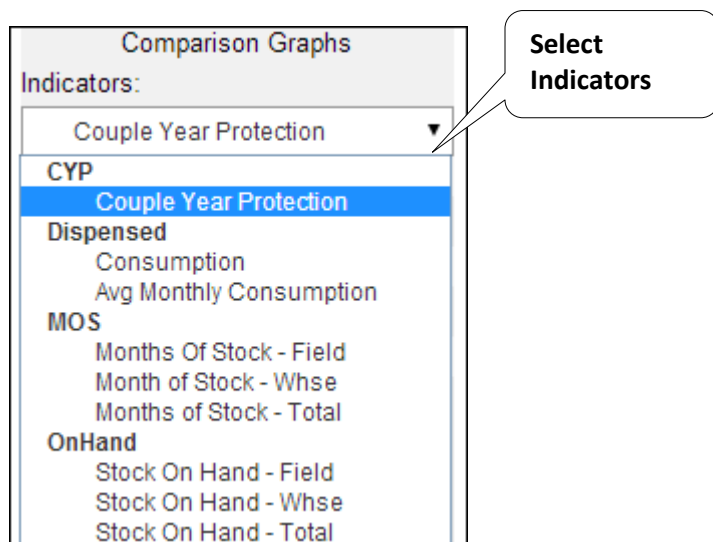 Comparison Graphs
Indicators:
Couple Year Protection
CYP
Couple Year Protection
Dispensed
Consumption
Avg Monthly Consumption
MOS
Months Of Stock - Field
Month of Stock - Whse
Months of Stock - Total
OnHand
Stock On Hand - Field
Stock On Hand - Whse
Stock On Hand - Total
Select
Indicators